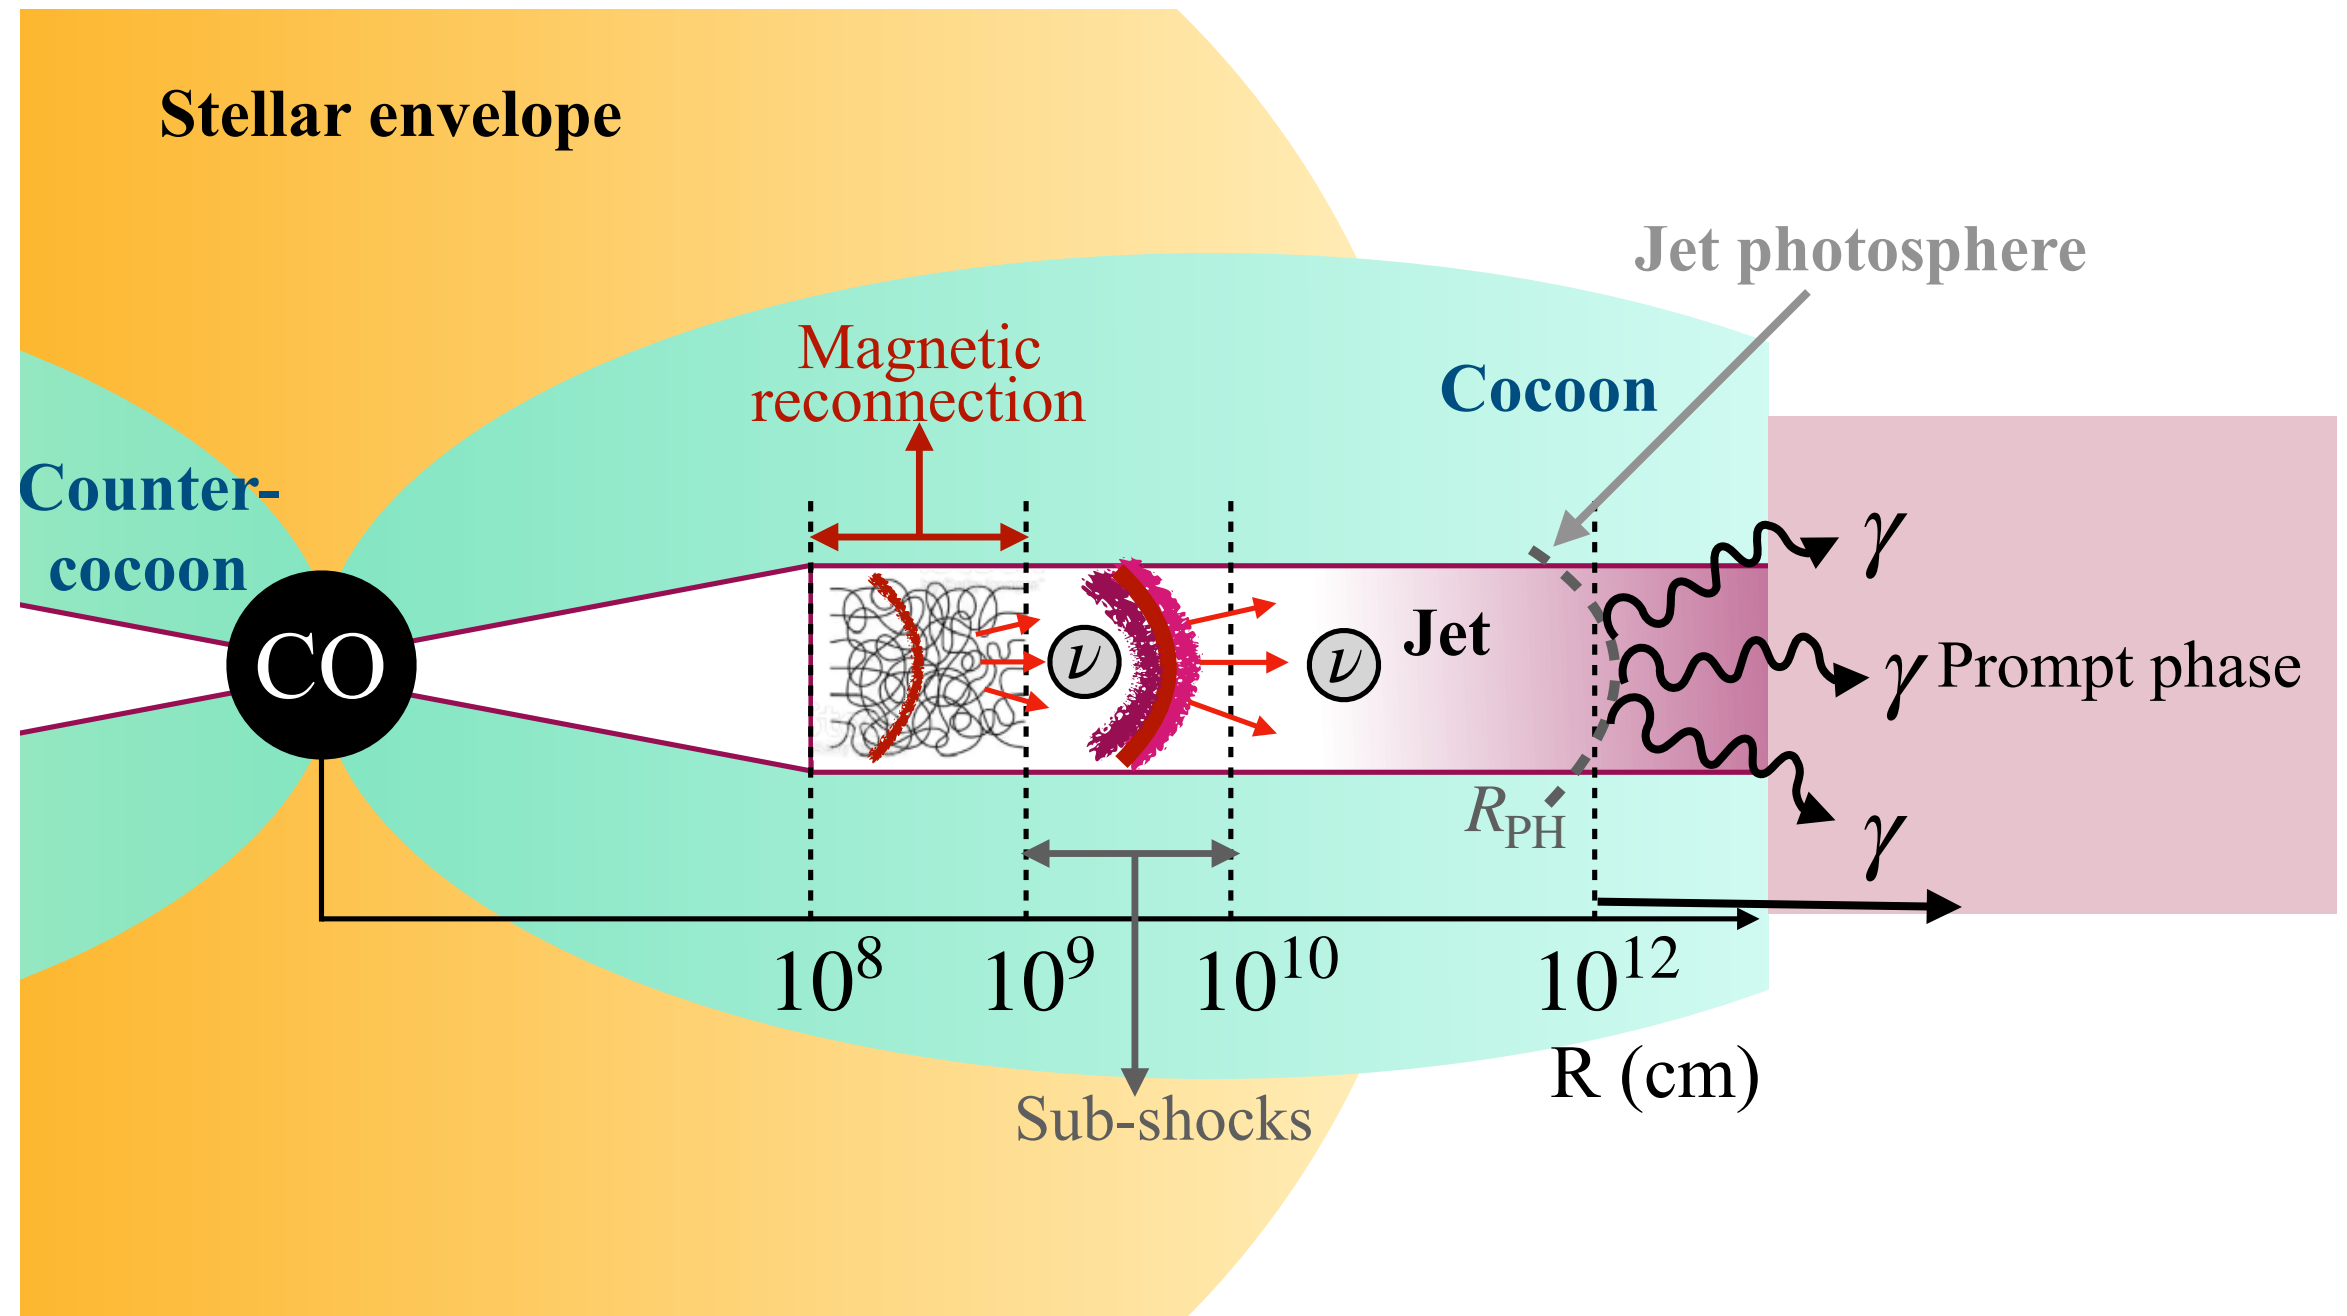 Stellar envelope
Jet photosphere
Magnetic
reconnection
Cocoon
Counter-
cocoon
CO
ν
ν
Jet
γ
γ Prompt phase
γ
R_PH
10^8
10^9
10^10
10^12
R (cm)
Sub-shocks